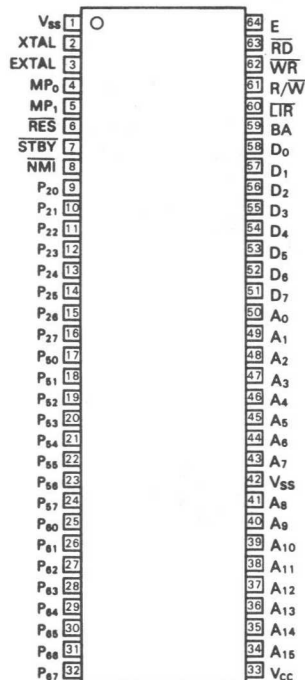 Vss 1 64 E
XTAL 2 63 RD
EXTAL 3 62 WR
MP0 4 61 R/W
MP1 5 60 LIR
RES 6 59 BA
STBY 7 58 D0
NMI 8 57 D1
P20 9 56 D2
P21 10 55 D3
P22 11 54 D4
P23 12 53 D5
P24 13 52 D6
P25 14 51 D7
P26 15 50 A0
P27 16 49 A1
P50 17 48 A2
P51 18 47 A3
P52 19 46 A4
P53 20 45 A5
P54 21 44 A6
P55 22 43 A7
P56 23 42 VSS
P57 24 41 A8
P60 25 40 A9
P61 26 39 A10
P62 27 38 A11
P63 28 37 A12
P64 29 36 A13
P65 30 35 A14
P66 31 34 A15
P67 32 33 VCC